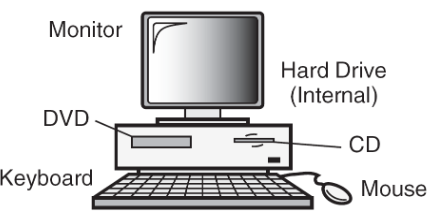 Monitor
Hard Drive
(Internal)
DVD
CD
Keyboard
Mouse